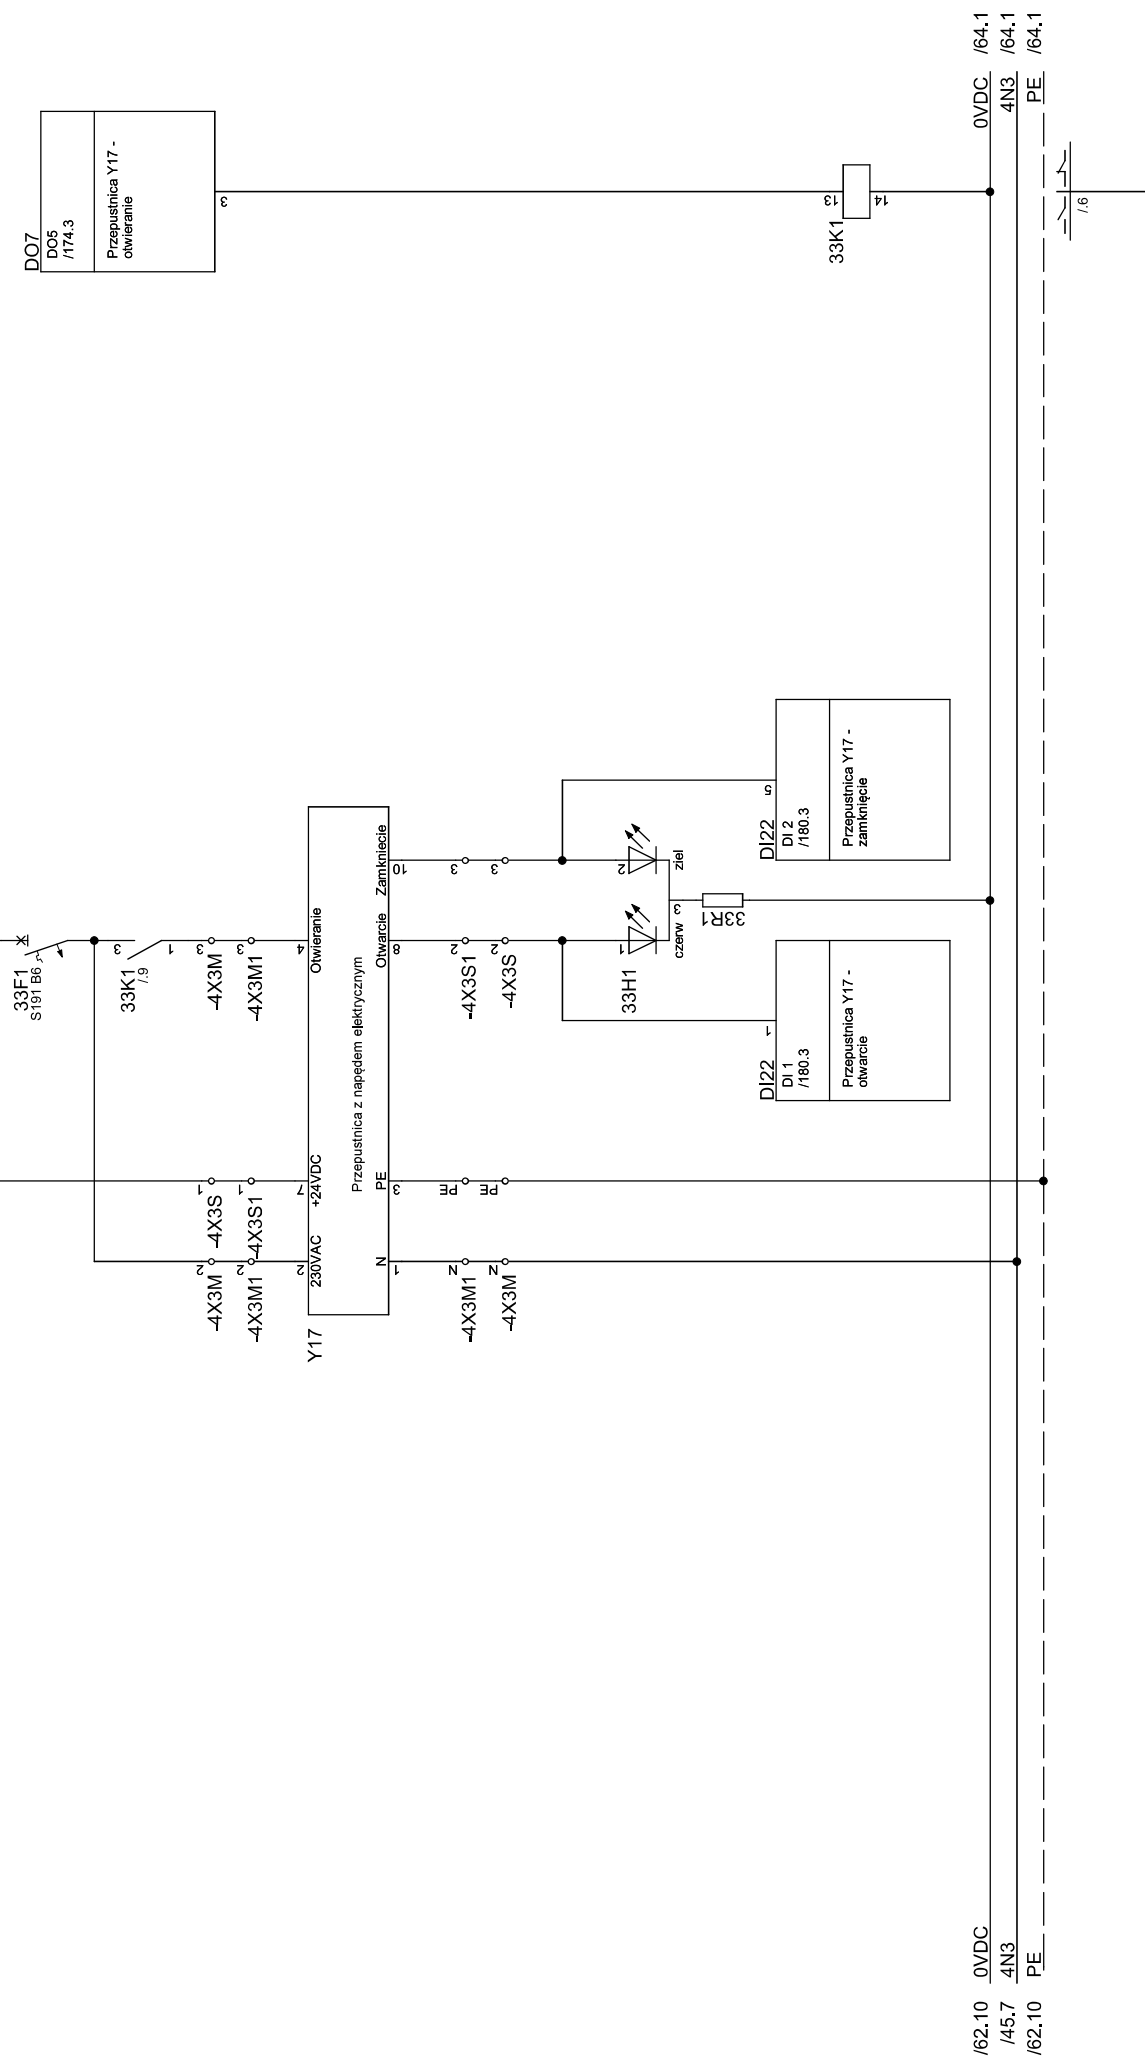 /64.1
/64.1
/64.1
0VDC
4N3
PE
DO7
DO5
/174.3
Przepustnica Y17 -
otwieranie
3
33K1
13
14
/.6
33F1
S191 B6
33K1
/.9
3
1
-4X3M
3
-4X3M1
3
-4X3S
1
-4X3S1
1
-4X3M
2
-4X3M1
2
Y17
2
230VAC
7
+24VDC
4
Otwieranie
Przepustnica z napędem elektrycznym
N
1
PE
3
Otwarcie
8
Zamkniecie
10
-4X3M1
N
-4X3M
N
PE
PE
-4X3S1
2
-4X3S
2
3
3
33H1
1
czerw
2
ziel
3
33R1
DI22
DI 1
/180.3
Przepustnica Y17 -
otwarcie
1
DI22
DI 2
/180.3
Przepustnica Y17 -
zamknięcie
5
/62.10
0VDC
/45.7
4N3
/62.10
PE